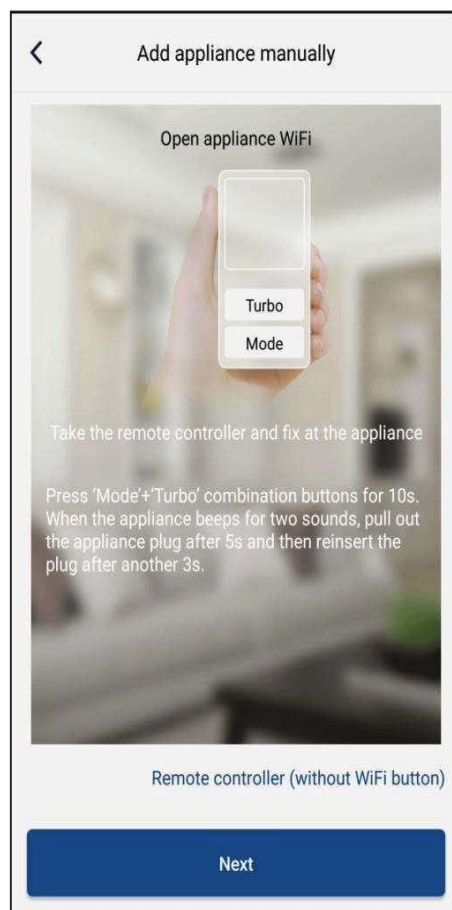 Add appliance manually
Open appliance WiFi
Turbo
Mode
Take the remote controller and fix at the appliance
Press 'Mode'+'Turbo' combination buttons for 10s.
When the appliance beeps for two sounds, pull out
the appliance plug after 5s and then reinsert the
plug after another 3s.
Remote controller (without WiFi button)
Next